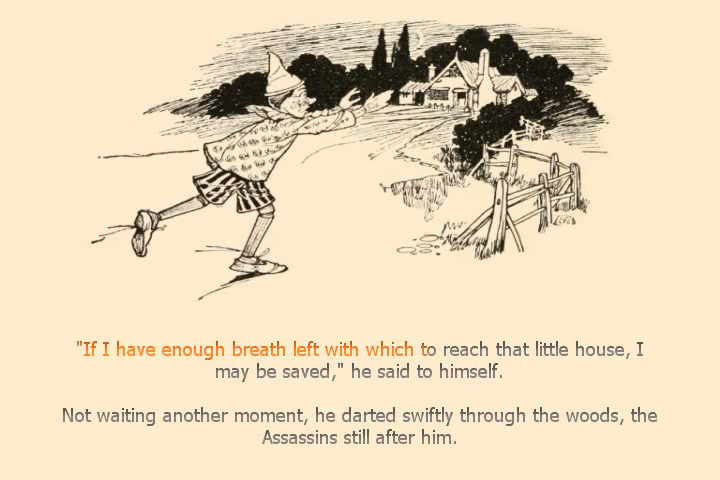 "If I have enough breath left with which to reach that little house, I
may be saved," he said to himself.
Not waiting another moment, he darted swiftly through the woods, the
Assassins still after him.